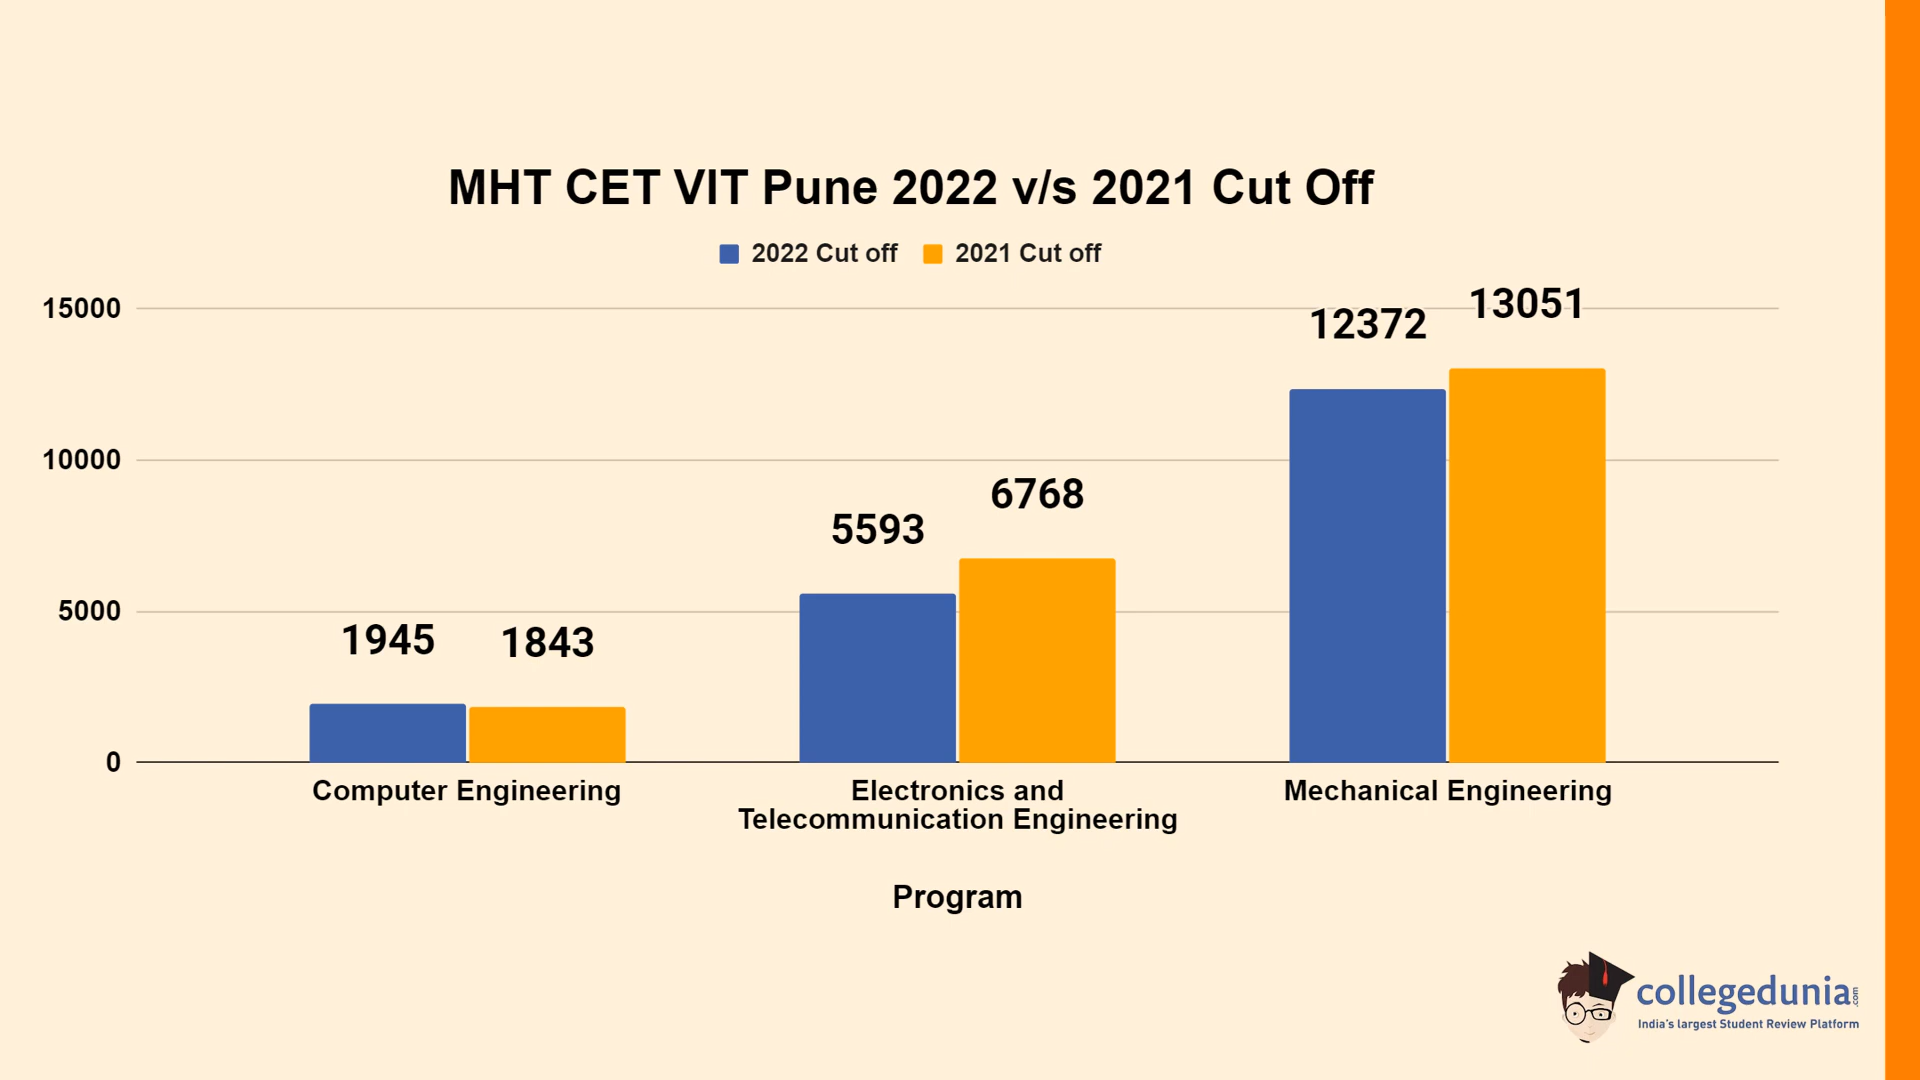 MHT CET VIT Pune 2022 v/s 2021 Cut Off
2022 Cut off 2021 Cut off
15000
10000
5000
0
1945
1843
5593
6768
12372
13051
Computer Engineering
Electronics and
Telecommunication Engineering
Mechanical Engineering
Program
collegedunia.com
India's largest Student Review Platform